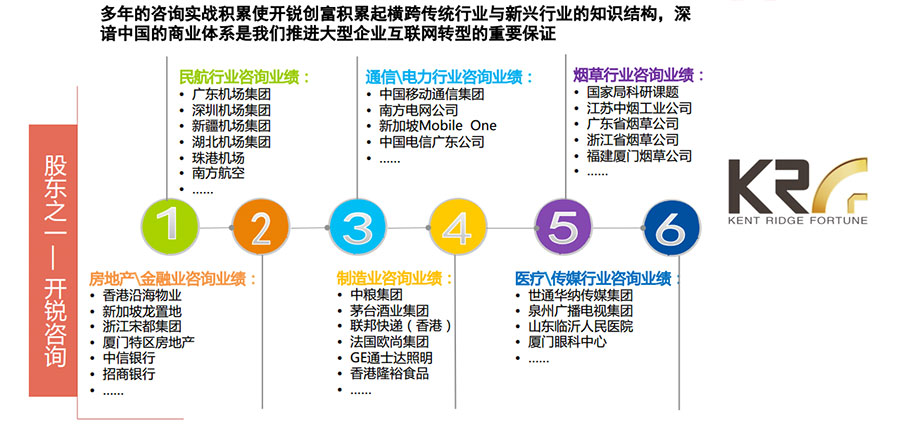 多年的咨询实战积累使开锐创富积累起横跨传统行业与新兴行业的知识结构，深
谙中国的商业体系是我们推进大型企业互联网转型的重要保证
股东之一—开锐咨询
民航行业咨询业绩：
• 广东机场集团
• 深圳机场集团
• 新疆机场集团
• 湖北机场集团
• 珠港机场
• 南方航空
• ......
通信\电力行业咨询业绩：
• 中国移动通信集团
• 南方电网公司
• 新加坡Mobile One
• 中国电信广东公司
• ......
烟草行业咨询业绩：
• 国家局科研课题
• 江苏中烟工业公司
• 广东省烟草公司
• 浙江省烟草公司
• 福建厦门烟草公司
• ......
1
2
3
4
5
6
房地产\金融业咨询业绩：
• 香港沿海物业
• 新加坡龙置地
• 浙江宋都集团
• 厦门特区房地产
• 中信银行
• 招商银行
• ......
制造业咨询业绩：
• 中粮集团
• 茅台酒业集团
• 联邦快递（香港）
• 法国欧尚集团
• GE通士达照明
• 香港隆裕食品
• ......
医疗\传媒行业咨询业绩：
• 世通华纳传媒集团
• 泉州广播电视集团
• 山东临沂人民医院
• 厦门眼科中心
• ......
KRF
KENT RIDGE FORTUNE